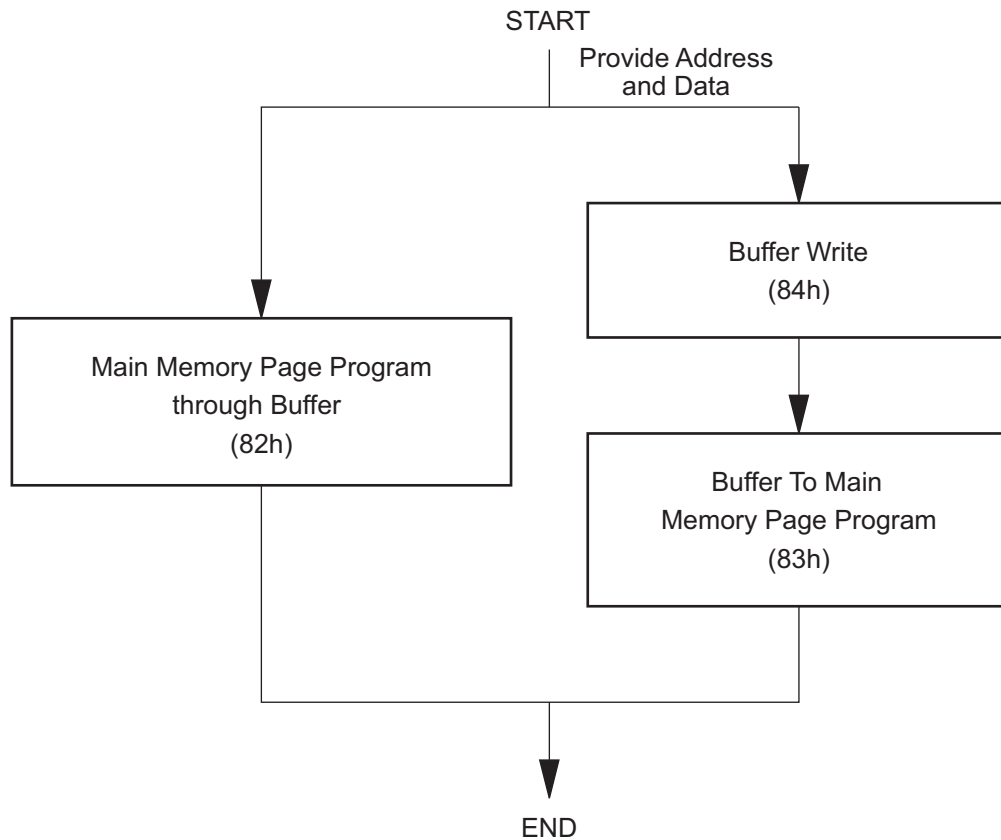 START
Provide Address
and Data
Buffer Write
(84h)
Main Memory Page Program
through Buffer
(82h)
Buffer To Main
Memory Page Program
(83h)
END